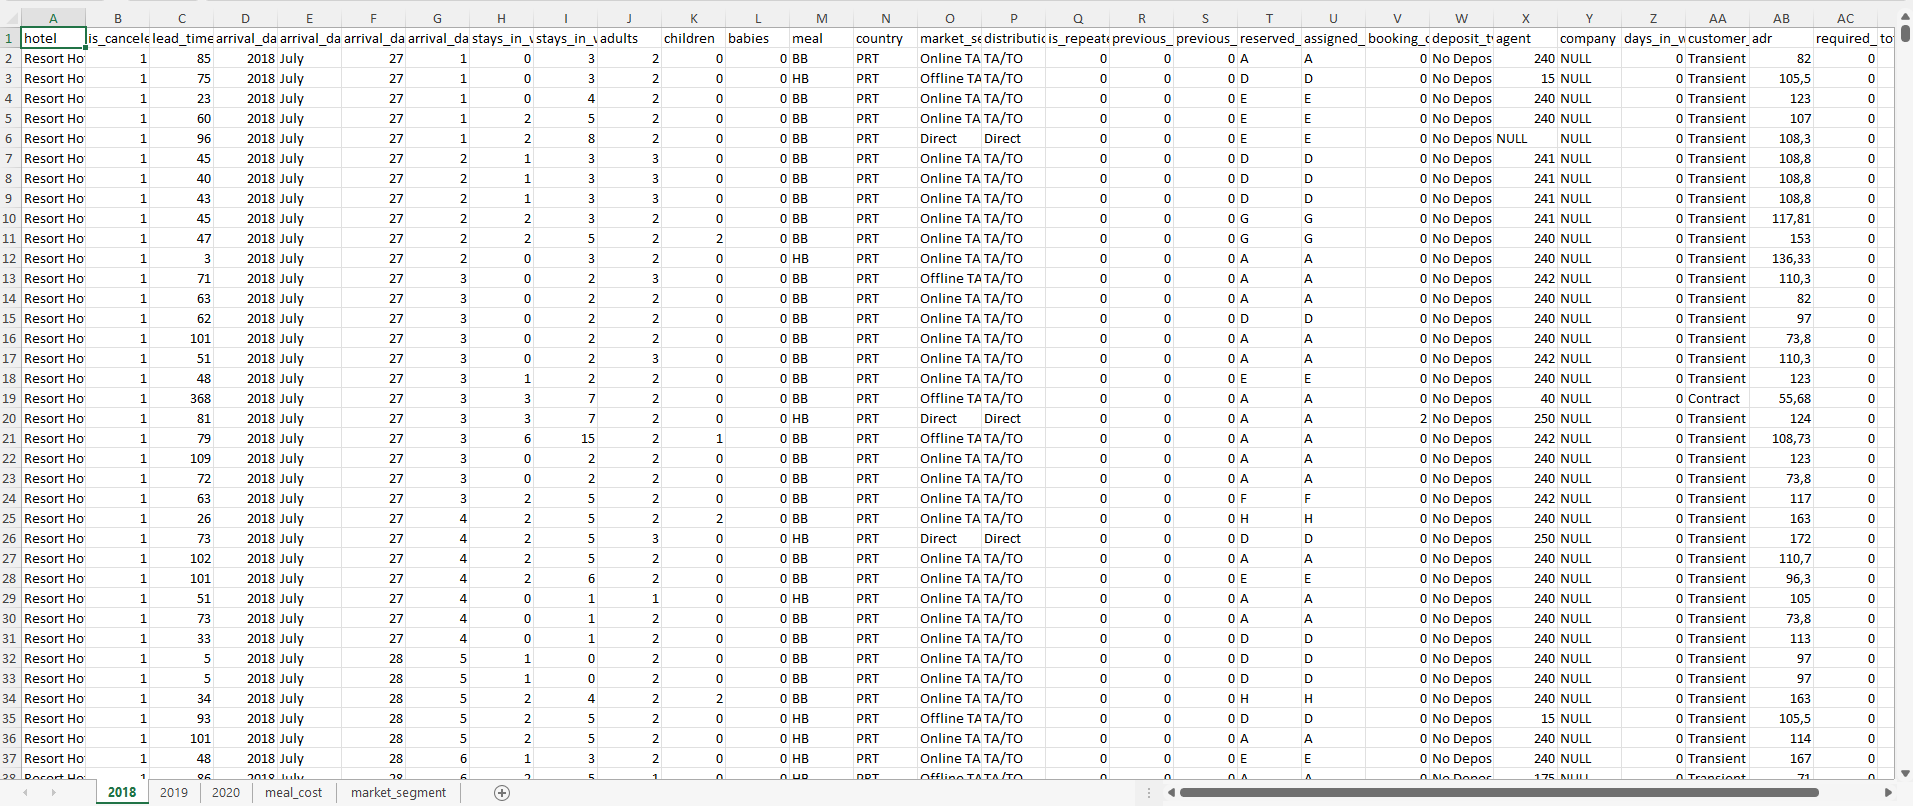 A B C D E F G H I J K L M N O P Q R S T U V W X Y Z AA AB AC
1 hotel is_cancele lead_time arrival_da arrival_da arrival_da arrival_da stays_in_w stays_in_w adults children babies meal country market_se distributio is_repeate previous_ previous_ reserved_ assigned_ booking_c deposit_ty agent company days_in_w customer_ adr required_ to
2 Resort Ho 1 85 2018 July 27 1 0 3 2 0 0 BB PRT Online TA TA/TO 0 0 0 A A 0 No Depos 240 NULL 0 Transient 82 0
3 Resort Ho 1 75 2018 July 27 1 0 3 2 0 0 HB PRT Offline TA TA/TO 0 0 0 D D 0 No Depos 15 NULL 0 Transient 105,5 0
4 Resort Ho 1 23 2018 July 27 1 0 4 2 0 0 BB PRT Online TA TA/TO 0 0 0 E E 0 No Depos 240 NULL 0 Transient 123 0
5 Resort Ho 1 60 2018 July 27 1 2 5 2 0 0 BB PRT Online TA TA/TO 0 0 0 E E 0 No Depos 240 NULL 0 Transient 107 0
6 Resort Ho 1 96 2018 July 27 1 2 8 2 0 0 BB PRT Direct Direct 0 0 0 E E 0 No Depos NULL NULL 0 Transient 108,3 0
7 Resort Ho 1 45 2018 July 27 2 1 3 3 0 0 BB PRT Online TA TA/TO 0 0 0 D D 0 No Depos 241 NULL 0 Transient 108,8 0
8 Resort Ho 1 40 2018 July 27 2 1 3 3 0 0 BB PRT Online TA TA/TO 0 0 0 D D 0 No Depos 241 NULL 0 Transient 108,8 0
9 Resort Ho 1 43 2018 July 27 2 1 3 3 0 0 BB PRT Online TA TA/TO 0 0 0 D D 0 No Depos 241 NULL 0 Transient 108,8 0
10 Resort Ho 1 45 2018 July 27 2 2 3 2 0 0 BB PRT Online TA TA/TO 0 0 0 G G 0 No Depos 241 NULL 0 Transient 117,81 0
11 Resort Ho 1 47 2018 July 27 2 2 5 2 2 0 BB PRT Online TA TA/TO 0 0 0 G G 0 No Depos 240 NULL 0 Transient 153 0
12 Resort Ho 1 3 2018 July 27 2 0 3 2 0 0 HB PRT Online TA TA/TO 0 0 0 A A 0 No Depos 240 NULL 0 Transient 136,33 0
13 Resort Ho 1 71 2018 July 27 3 0 2 3 0 0 BB PRT Offline TA TA/TO 0 0 0 A A 0 No Depos 242 NULL 0 Transient 110,3 0
14 Resort Ho 1 63 2018 July 27 3 0 2 2 0 0 BB PRT Online TA TA/TO 0 0 0 A A 0 No Depos 240 NULL 0 Transient 82 0
15 Resort Ho 1 62 2018 July 27 3 0 2 2 0 0 BB PRT Online TA TA/TO 0 0 0 D D 0 No Depos 240 NULL 0 Transient 97 0
16 Resort Ho 1 101 2018 July 27 3 0 2 2 0 0 BB PRT Online TA TA/TO 0 0 0 A A 0 No Depos 240 NULL 0 Transient 73,8 0
17 Resort Ho 1 51 2018 July 27 3 0 2 3 0 0 BB PRT Online TA TA/TO 0 0 0 A A 0 No Depos 242 NULL 0 Transient 110,3 0
18 Resort Ho 1 48 2018 July 27 3 1 2 2 0 0 BB PRT Online TA TA/TO 0 0 0 E E 0 No Depos 240 NULL 0 Transient 123 0
19 Resort Ho 1 368 2018 July 27 3 3 7 2 0 0 BB PRT Offline TA TA/TO 0 0 0 A A 0 No Depos 40 NULL 0 Contract 55,68 0
20 Resort Ho 1 81 2018 July 27 3 3 7 2 0 0 HB PRT Direct Direct 0 0 0 A A 2 No Depos 250 NULL 0 Transient 124 0
21 Resort Ho 1 79 2018 July 27 3 6 15 2 1 0 BB PRT Offline TA TA/TO 0 0 0 A A 0 No Depos 242 NULL 0 Transient 108,73 0
22 Resort Ho 1 109 2018 July 27 3 0 2 2 0 0 BB PRT Online TA TA/TO 0 0 0 A A 0 No Depos 240 NULL 0 Transient 123 0
23 Resort Ho 1 72 2018 July 27 3 0 2 2 0 0 BB PRT Online TA TA/TO 0 0 0 A A 0 No Depos 240 NULL 0 Transient 73,8 0
24 Resort Ho 1 63 2018 July 27 3 2 5 2 0 0 BB PRT Online TA TA/TO 0 0 0 F F 0 No Depos 242 NULL 0 Transient 117 0
25 Resort Ho 1 26 2018 July 27 4 2 5 2 2 0 BB PRT Online TA TA/TO 0 0 0 H H 0 No Depos 240 NULL 0 Transient 163 0
26 Resort Ho 1 73 2018 July 27 4 2 5 3 0 0 HB PRT Direct Direct 0 0 0 D D 0 No Depos 250 NULL 0 Transient 172 0
27 Resort Ho 1 102 2018 July 27 4 2 5 2 0 0 BB PRT Online TA TA/TO 0 0 0 A A 0 No Depos 240 NULL 0 Transient 110,7 0
28 Resort Ho 1 101 2018 July 27 4 2 6 2 0 0 BB PRT Online TA TA/TO 0 0 0 E E 0 No Depos 240 NULL 0 Transient 96,3 0
29 Resort Ho 1 51 2018 July 27 4 0 1 1 0 0 HB PRT Online TA TA/TO 0 0 0 A A 0 No Depos 240 NULL 0 Transient 105 0
30 Resort Ho 1 73 2018 July 27 4 0 1 2 0 0 BB PRT Online TA TA/TO 0 0 0 A A 0 No Depos 240 NULL 0 Transient 73,8 0
31 Resort Ho 1 33 2018 July 27 4 0 1 2 0 0 BB PRT Online TA TA/TO 0 0 0 D D 0 No Depos 240 NULL 0 Transient 113 0
32 Resort Ho 1 5 2018 July 28 5 1 0 2 0 0 BB PRT Online TA TA/TO 0 0 0 D D 0 No Depos 240 NULL 0 Transient 97 0
33 Resort Ho 1 5 2018 July 28 5 1 0 2 0 0 BB PRT Online TA TA/TO 0 0 0 D D 0 No Depos 240 NULL 0 Transient 97 0
34 Resort Ho 1 34 2018 July 28 5 2 4 2 2 0 BB PRT Online TA TA/TO 0 0 0 H H 0 No Depos 240 NULL 0 Transient 163 0
35 Resort Ho 1 93 2018 July 28 5 2 5 2 0 0 HB PRT Offline TA TA/TO 0 0 0 D D 0 No Depos 15 NULL 0 Transient 105,5 0
36 Resort Ho 1 101 2018 July 28 5 2 5 2 0 0 HB PRT Online TA TA/TO 0 0 0 A A 0 No Depos 240 NULL 0 Transient 114 0
37 Resort Ho 1 48 2018 July 28 6 1 3 2 0 0 HB PRT Online TA TA/TO 0 0 0 E E 0 No Depos 240 NULL 0 Transient 167 0
38 Resort Ho 1 86 2018 July 28 6 2 5 1 0 0 HB PRT Offline TA TA/TO 0 0 0 A A 0 No Depos 175 NULL 0 Transient 71 0
2018 2019 2020 meal_cost market_segment